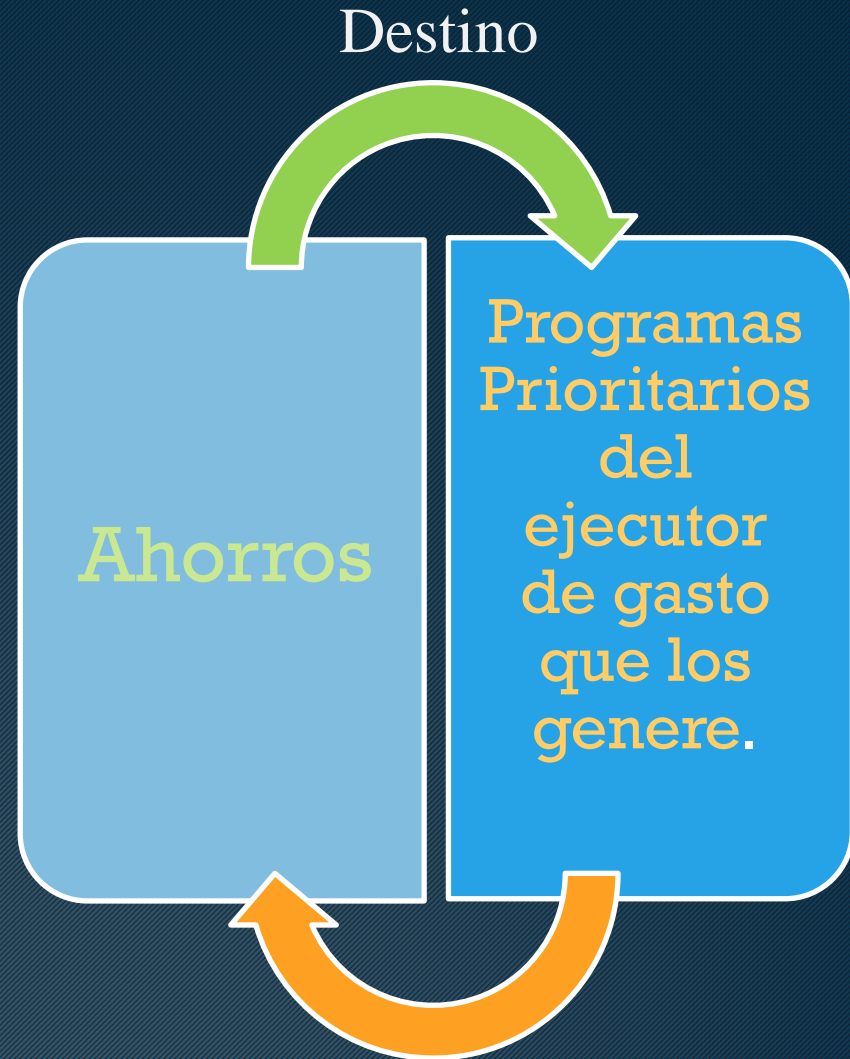 Destino
Ahorros
Programas
Prioritarios
del
ejecutor
de gasto
que los
genere.